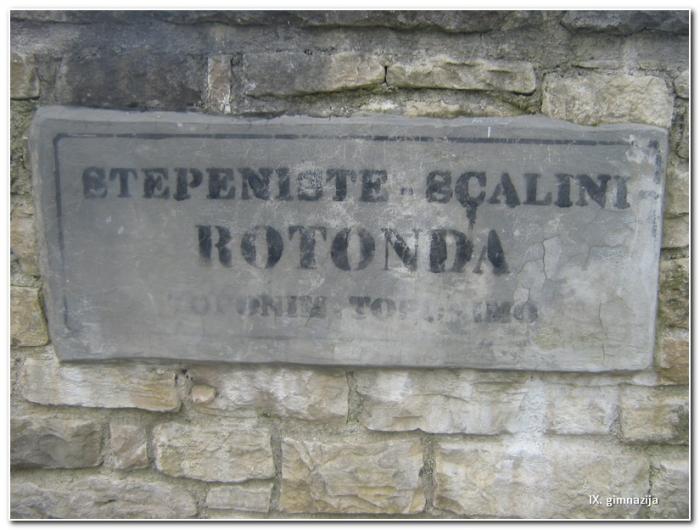 STEPENIŠTE - SCALINI
ROTONDA
TOPONIM - TOPONIMO
IX. gimnazija